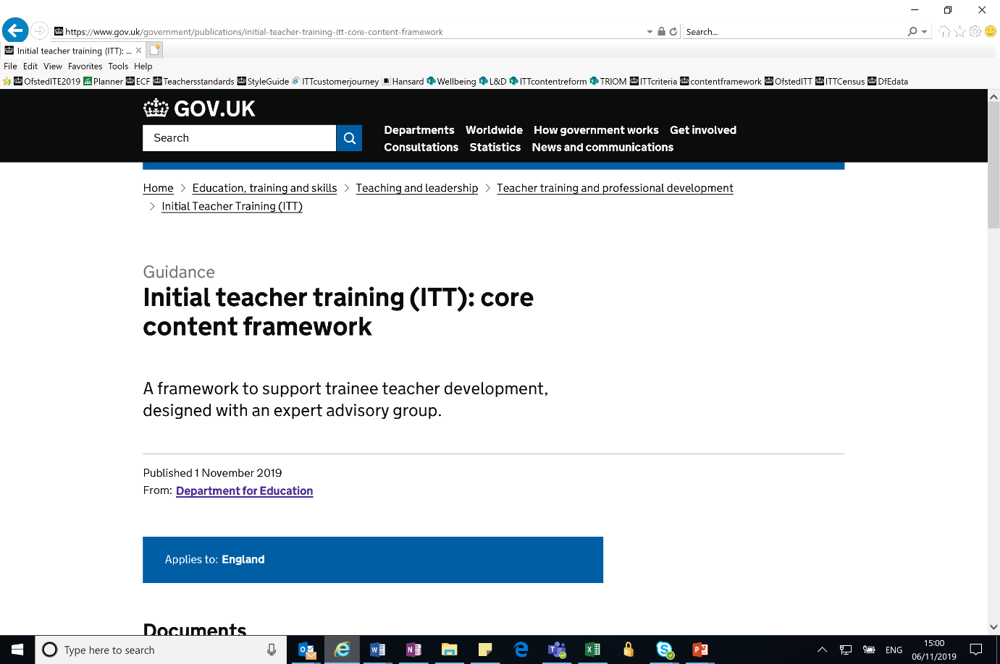 https://www.gov.uk/government/publications/initial-teacher-training-itt-core-content-framework
Search...
Initial teacher training (ITT): ...
File Edit View Favorites Tools Help
OfstedITE2019 Planner ECF Teachersstandards StyleGuide ITTcustomerjourney Hansard Wellbeing L&D ITTcontentreform TRIOM ITTcriteria contentframework OfstedITT ITTCensus DfEdata
GOV.UK
Search
Departments Worldwide How government works Get involved
Consultations Statistics News and communications
Home Education, training and skills Teaching and leadership Teacher training and professional development
Initial Teacher Training (ITT)
Guidance
Initial teacher training (ITT): core
content framework
A framework to support trainee teacher development,
designed with an expert advisory group.
Published 1 November 2019
From: Department for Education
Applies to: England
Documents
Type here to search
ENG
15:00
06/11/2019